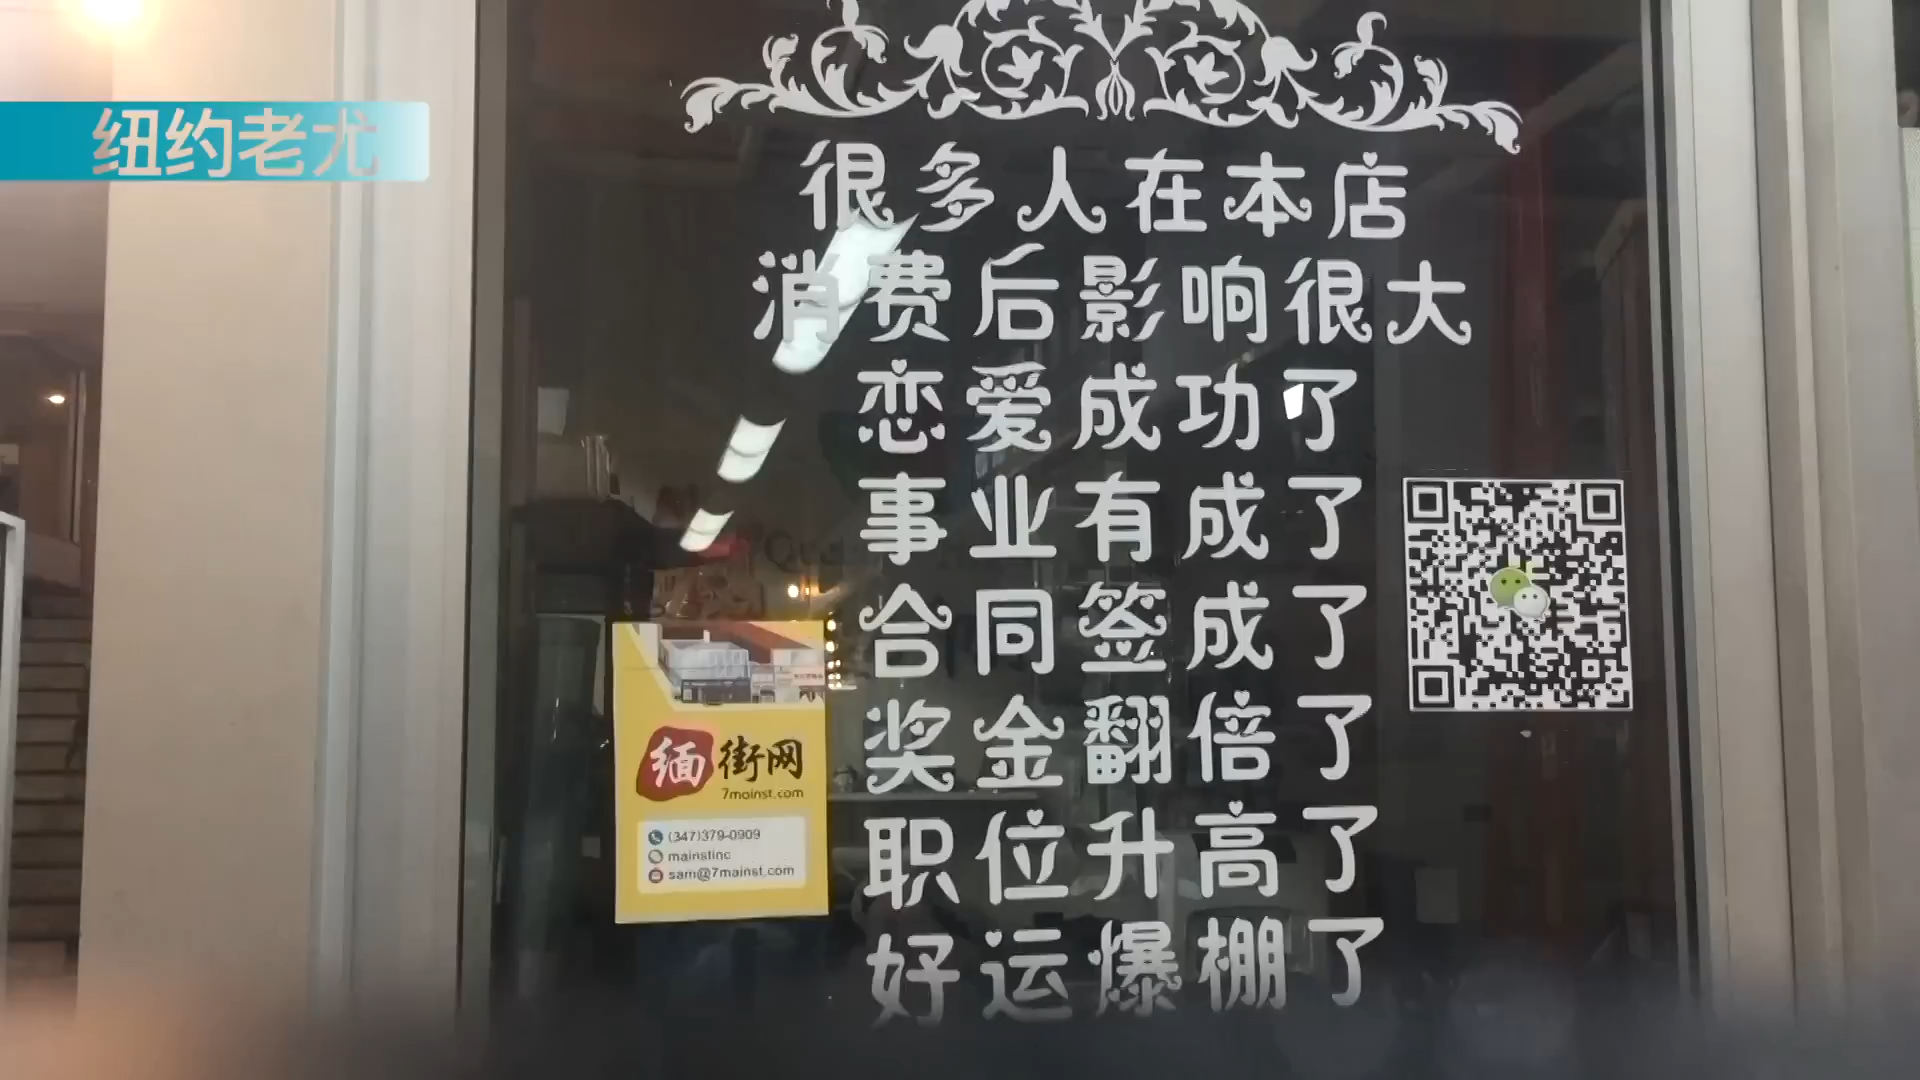 纽约老尤
很多人在本店
消费后影响很大
恋爱成功了
事业有成了
合同签成了
奖金翻倍了
职位升高了
好运爆棚了
缅街网
7mainst.com
(347)379-0909
mainstinc
sam@7mainst.com